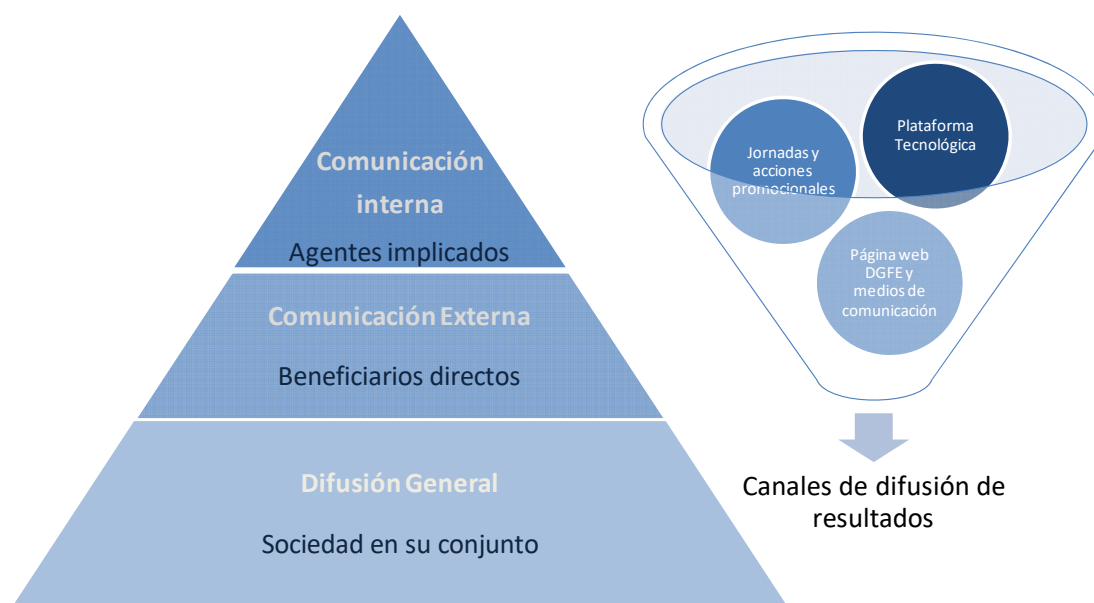 Comunicación
interna
Agentes implicados
Comunicación Externa
Beneficiarios directos
Difusión General
Sociedad en su conjunto
Plataforma
Tecnológica
Jornadas y
acciones
promocionales
Página web
DGFE y
medios de
comunicación
Canales de difusión de
resultados